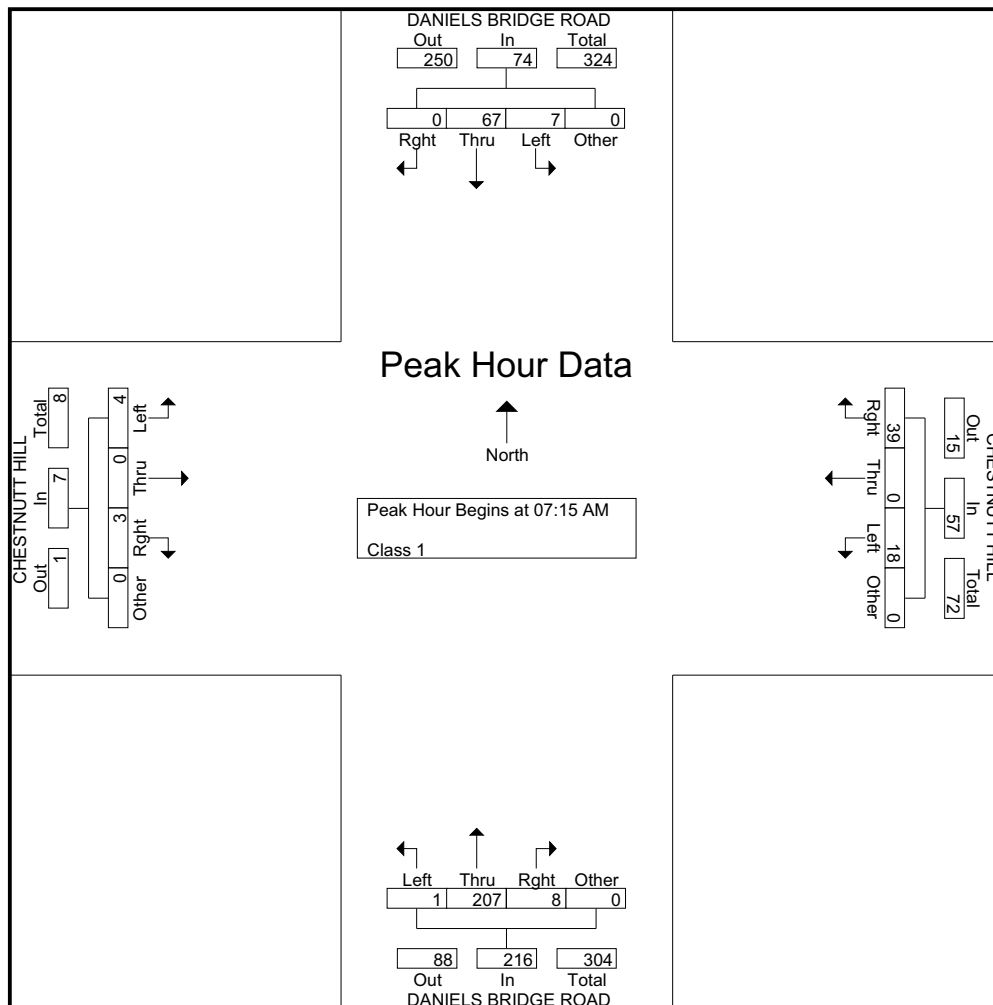 DANIELS BRIDGE ROAD
Out In Total
250 74 324
0 67 7 0
Rght Thru Left Other
Peak Hour Data
North
Peak Hour Begins at 07:15 AM
Class 1
CHESTNUTT HILL
Total In Out
8 7 1
4 0 3 0
Left Thru Rght Other
Rght Thru Left Other
39 0 18 0
Out In Total
15 57 72
CHESTNUTT HILL
Left Thru Rght Other
1 207 8 0
88 216 304
Out In Total
DANIELS BRIDGE ROAD